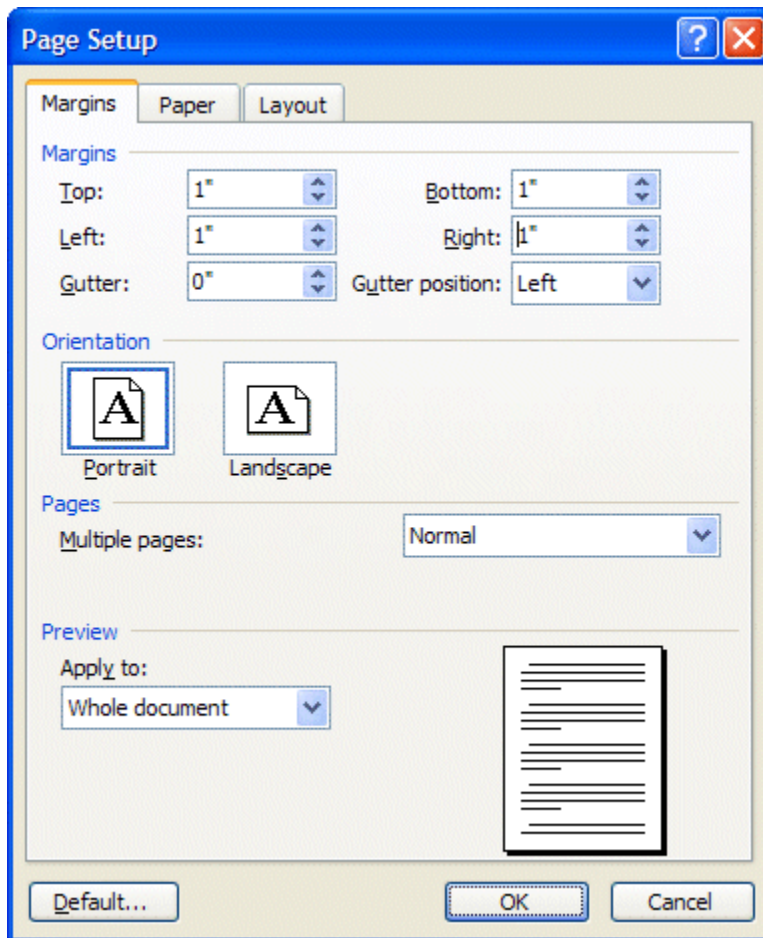 Page Setup
?
Margins Paper Layout
Margins
Top: 1" Bottom: 1"
Left: 1" Right: 1"
Gutter: 0" Gutter position: Left
Orientation
A A
Portrait Landscape
Pages
Multiple pages: Normal
Preview
Apply to:
Whole document
Default... OK Cancel